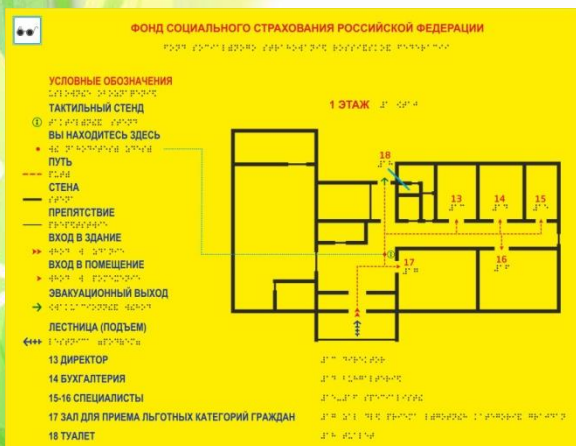 ФОНД СОЦИАЛЬНОГО СТРАХОВАНИЯ РОССИЙСКОЙ ФЕДЕРАЦИИ
УСЛОВНЫЕ ОБОЗНАЧЕНИЯ
ТАКТИЛЬНЫЙ СТЕНД
ВЫ НАХОДИТЕСЬ ЗДЕСЬ
ПУТЬ
СТЕНА
ПРЕПЯТСТВИЕ
ВХОД В ЗДАНИЕ
ВХОД В ПОМЕЩЕНИЕ
ЭВАКУАЦИОННЫЙ ВЫХОД
ЛЕСТНИЦА (ПОДЪЕМ)
1 ЭТАЖ
18
13 14 15
16
17
13 ДИРЕКТОР
14 БУХГАЛТЕРИЯ
15-16 СПЕЦИАЛИСТЫ
17 ЗАЛ ДЛЯ ПРИЕМА ЛЬГОТНЫХ КАТЕГОРИЙ ГРАЖДАН
18 ТУАЛЕТ